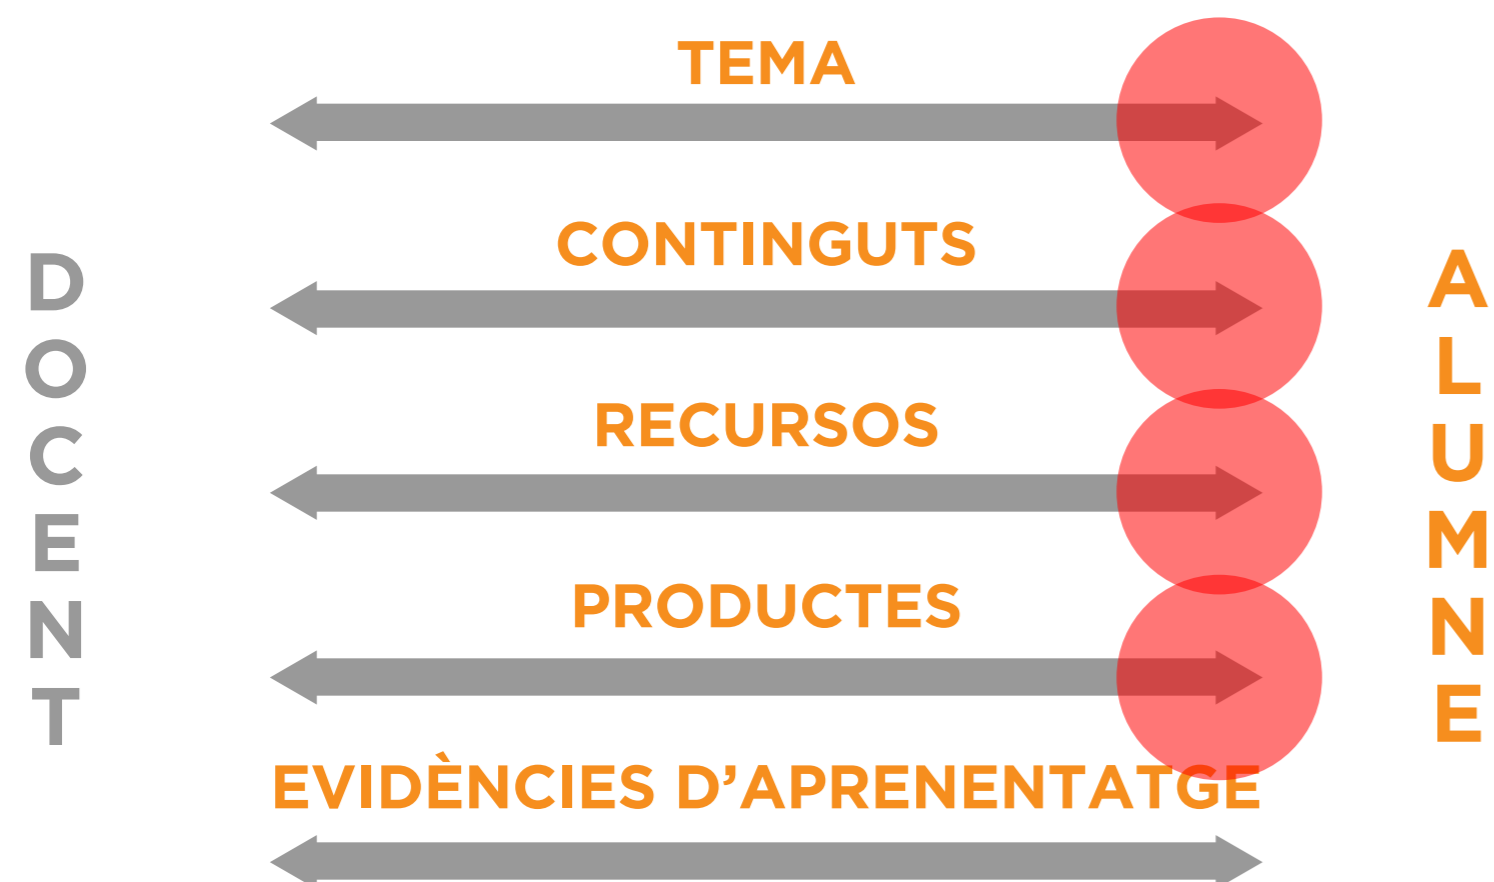 TEMA
CONTINGUTS
RECURSOS
PRODUCTES
EVIDÈNCIES D’APRENENTATGE
DOCENT
ALUMNE